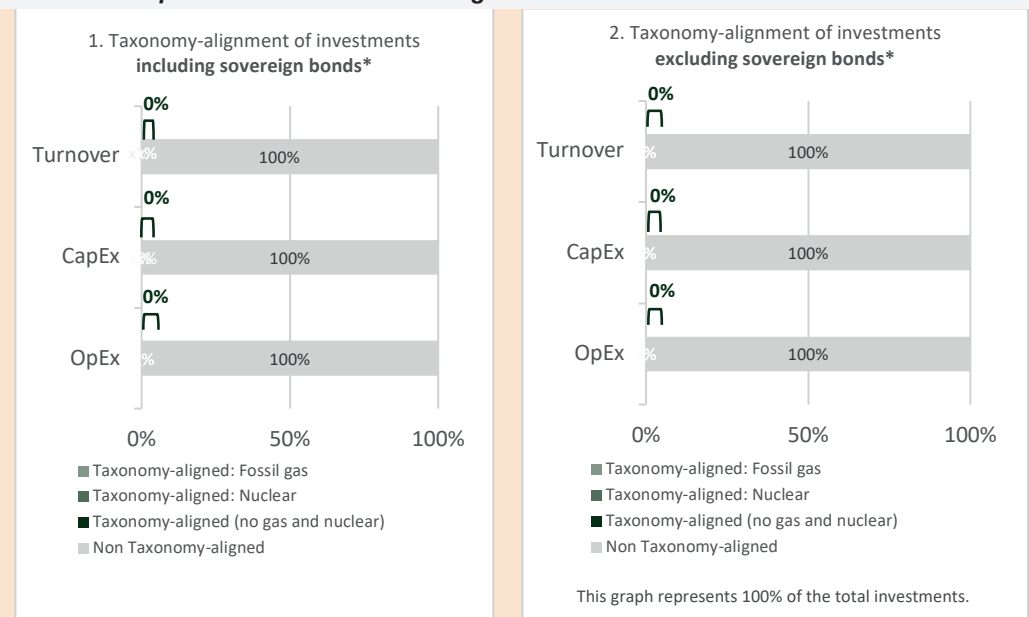 1. Taxonomy-alignment of investments
including sovereign bonds*
0%
Turnover
100%
0%
CapEx
100%
0%
OpEx
%
100%
0% 50% 100%
Taxonomy-aligned: Fossil gas
Taxonomy-aligned: Nuclear
Taxonomy-aligned (no gas and nuclear)
Non Taxonomy-aligned
2. Taxonomy-alignment of investments
excluding sovereign bonds*
0%
Turnover
%
100%
0%
CapEx
%
100%
0%
OpEx
%
100%
0% 50% 100%
Taxonomy-aligned: Fossil gas
Taxonomy-aligned: Nuclear
Taxonomy-aligned (no gas and nuclear)
Non Taxonomy-aligned
This graph represents 100% of the total investments.